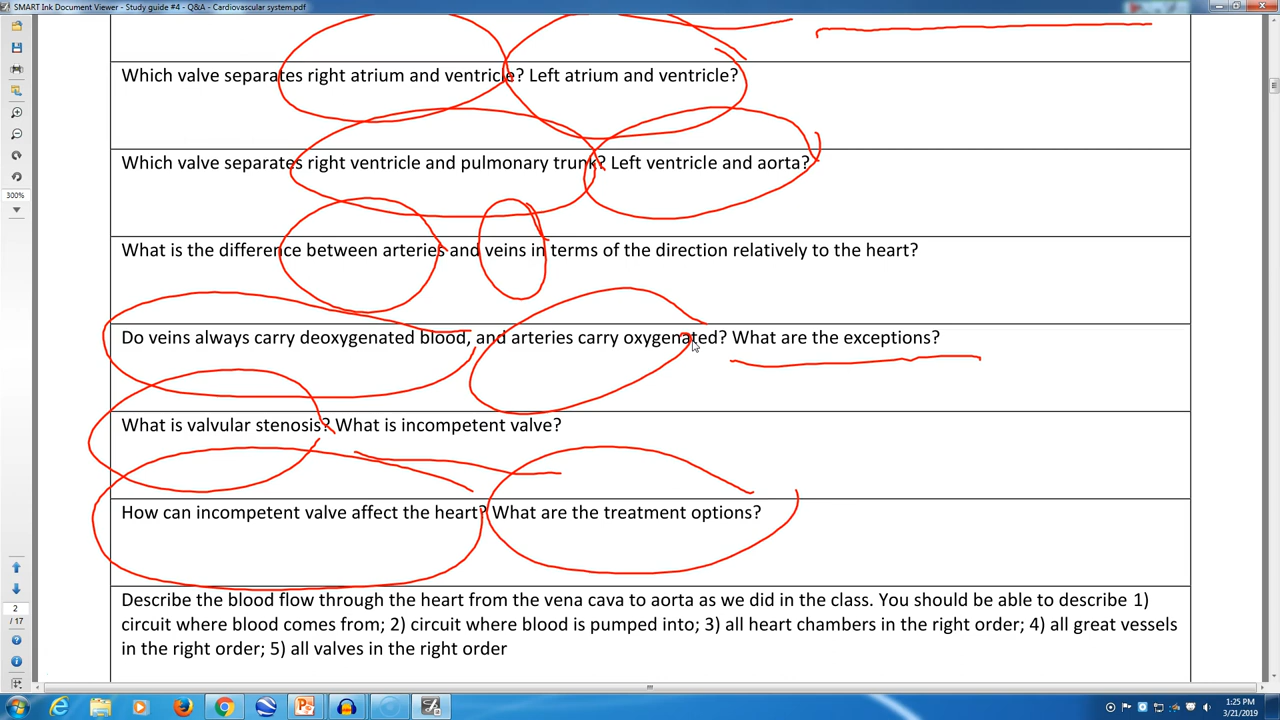 SMART Ink Document Viewer - Study guide #4 - Q&A - Cardiovascular system.pdf
Which valve separates right atrium and ventricle? Left atrium and ventricle?
Which valve separates right ventricle and pulmonary trunk? Left ventricle and aorta?
What is the difference between arteries and veins in terms of the direction relatively to the heart?
Do veins always carry deoxygenated blood, and arteries carry oxygenated? What are the exceptions?
What is valvular stenosis? What is incompetent valve?
How can incompetent valve affect the heart? What are the treatment options?
Describe the blood flow through the heart from the vena cava to aorta as we did in the class. You should be able to describe 1)
circuit where blood comes from; 2) circuit where blood is pumped into; 3) all heart chambers in the right order; 4) all great vessels
in the right order; 5) all valves in the right order
300%
2
/ 17
1:25 PM
3/21/2019